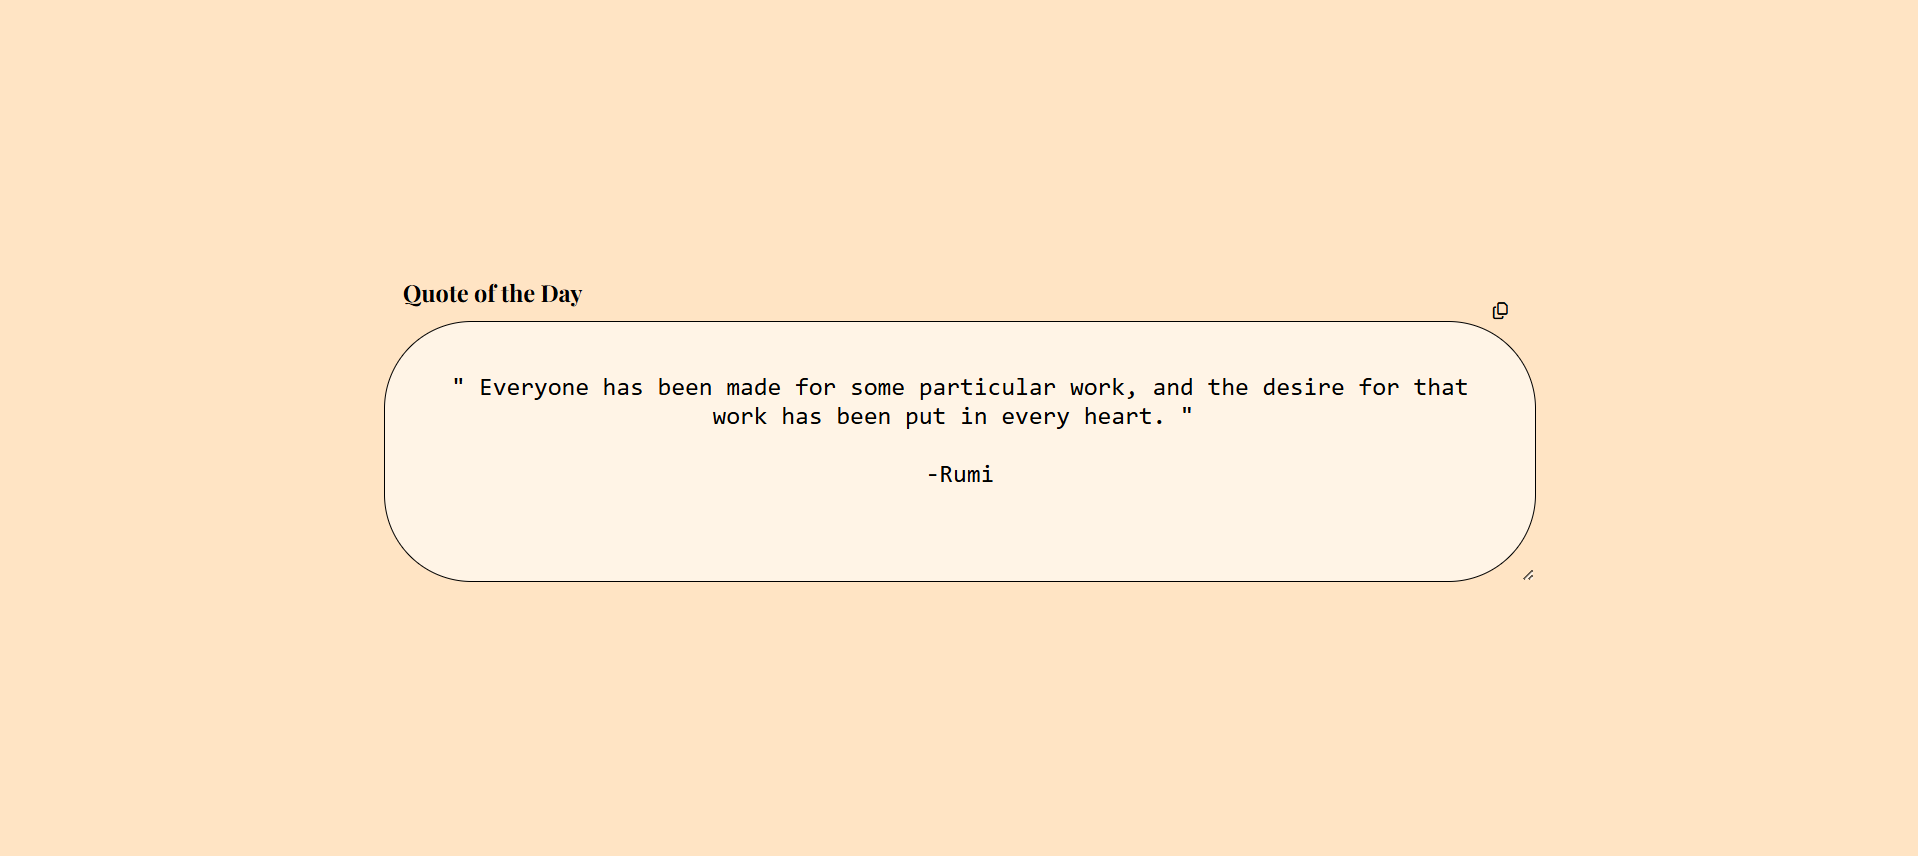 Quote of the Day
" Everyone has been made for some particular work, and the desire for that
work has been put in every heart. "
-Rumi